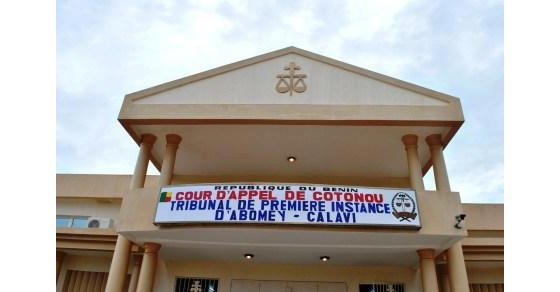 REPUBLIQUE DU BENIN
COUR D'APPEL DE COTONOU
TRIBUNAL DE PREMIERE INSTANCE
D'ABOMEY - CALAVI